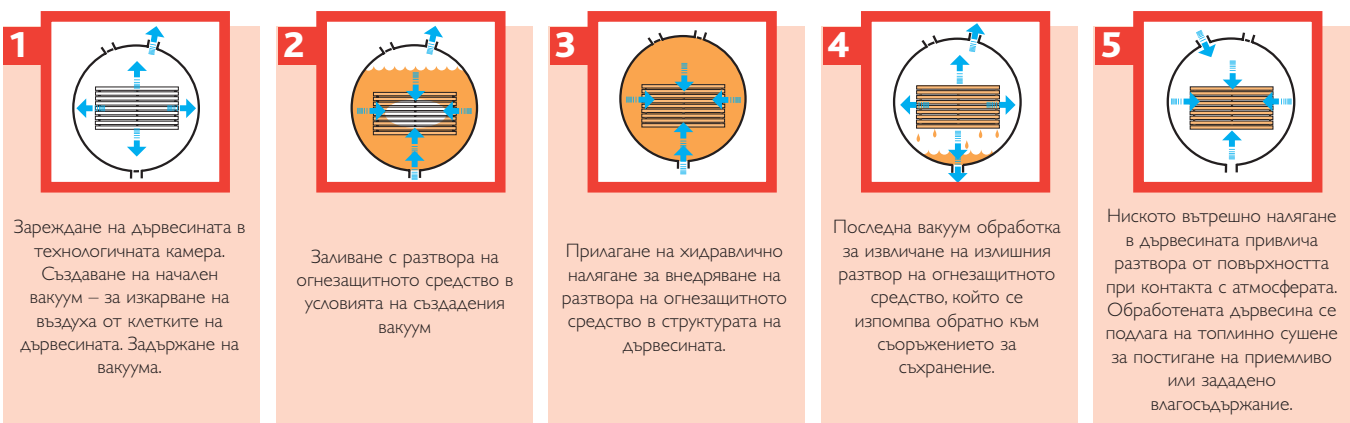 1
Зареждане на дървесината в
технологичната камера.
Създаване на начален
вакуум – за изкарване на
въздуха от клетките на
дървесината. Задържане на
вакуума.
2
Заливане с разтвора на
огнезащитното средство в
условията на създадения
вакуум
3
Прилагане на хидравлично
налягане за внедряване на
разтвора на огнезащитното
средство в структурата на
дървесината.
4
Последна вакуум обработка
за извличане на излишния
разтвор на огнезащитното
средство, който се
изпомпва обратно към
съоръжението за
съхранение.
5
Ниското вътрешно налягане
в дървесината привлича
разтвора от повърхността
при контакта с атмосферата.
Обработената дървесина се
подлага на топлинно сушене
за постигане на приемливо
или зададено
влагосъдържание.